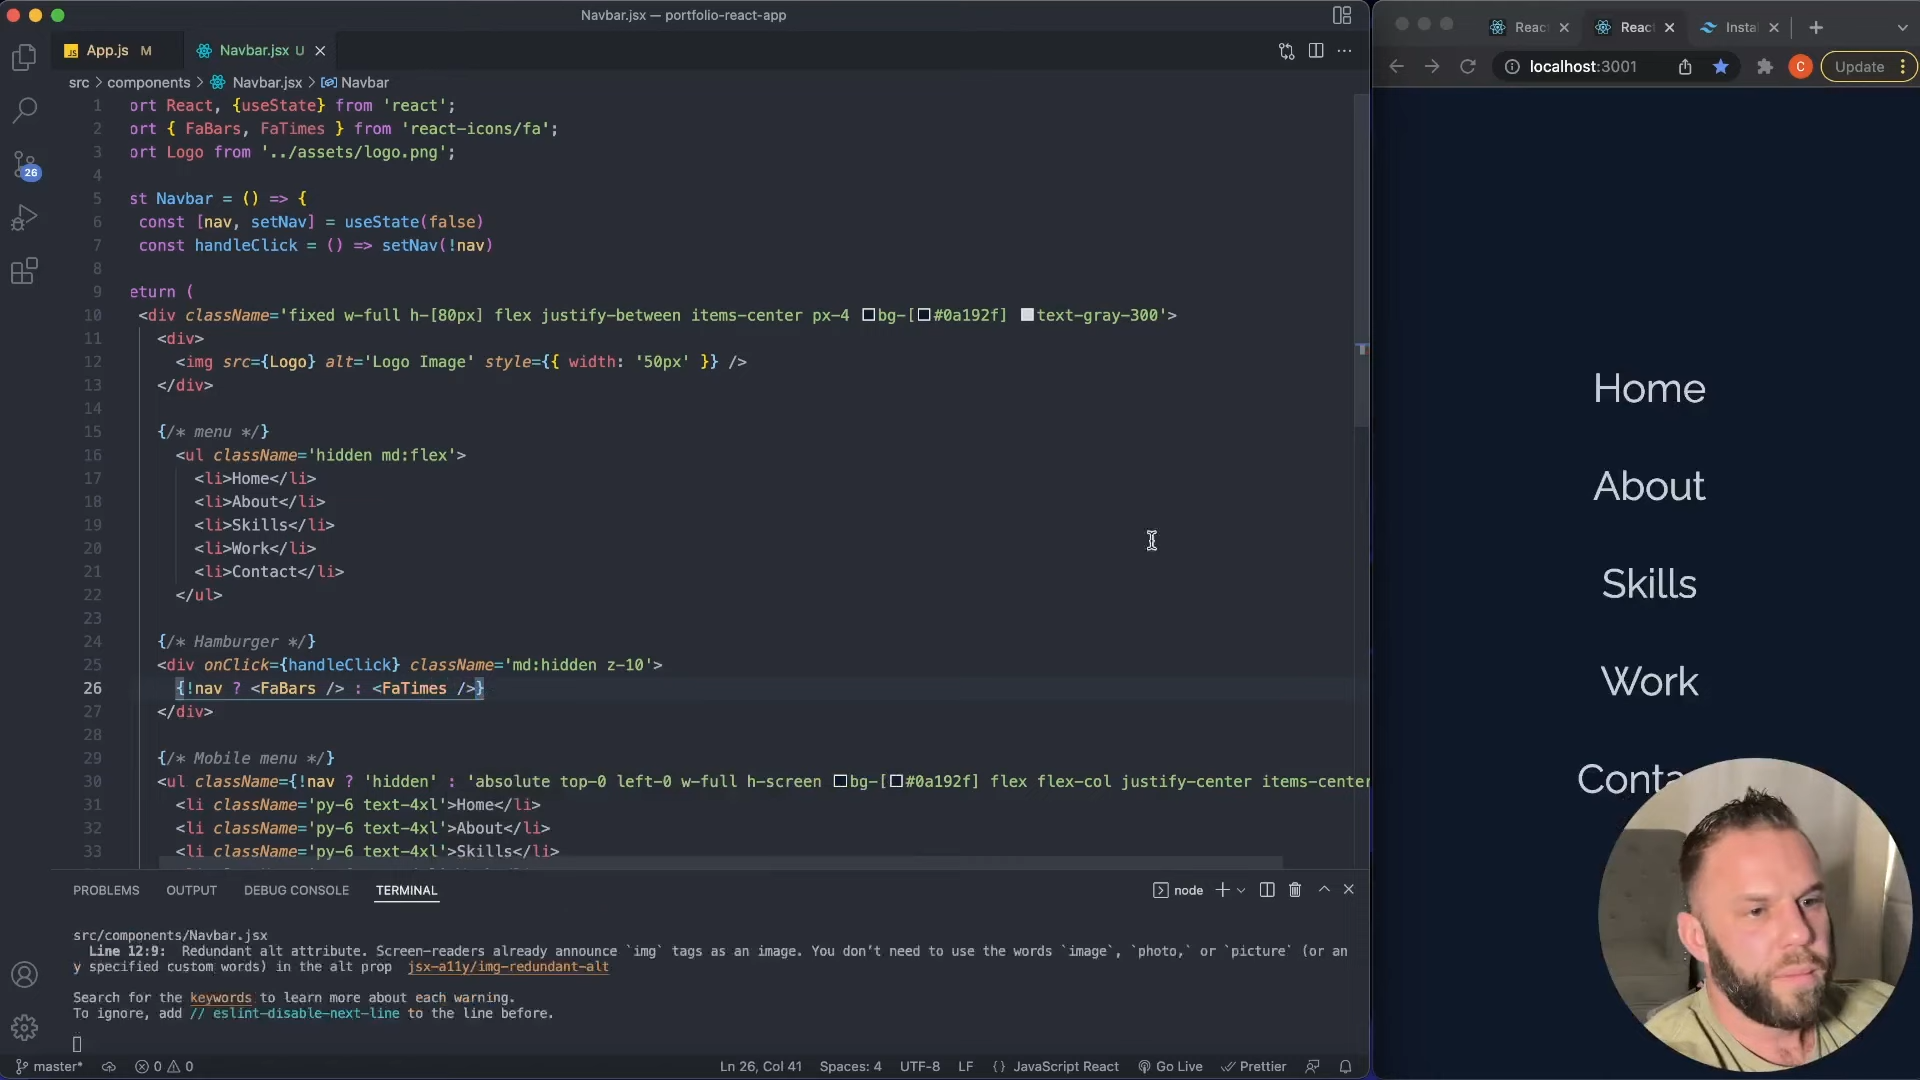 Navbar.jsx — portfolio-react-app
App.js M
Navbar.jsx U
src > components > Navbar.jsx > Navbar
1 ort React, {useState} from 'react';
2 ort { FaBars, FaTimes } from 'react-icons/fa';
3 ort Logo from '../assets/logo.png';
4
5 st Navbar = () => {
6 const [nav, setNav] = useState(false)
7 const handleClick = () => setNav(!nav)
8
9 eturn (
10 <div className='fixed w-full h-[80px] flex justify-between items-center px-4 bg-[#0a192f] text-gray-300'>
11 <div>
12 <img src={Logo} alt='Logo Image' style={{ width: '50px' }} />
13 </div>
14
15 {/* menu */}
16 <ul className='hidden md:flex'>
17 <li>Home</li>
18 <li>About</li>
19 <li>Skills</li>
20 <li>Work</li>
21 <li>Contact</li>
22 </ul>
23
24 {/* Hamburger */}
25 <div onClick={handleClick} className='md:hidden z-10'>
26 {!nav ? <FaBars /> : <FaTimes />}
27 </div>
28
29 {/* Mobile menu */}
30 <ul className={!nav ? 'hidden' : 'absolute top-0 left-0 w-full h-screen bg-[#0a192f] flex flex-col justify-center items-center
31 <li className='py-6 text-4xl'>Home</li>
32 <li className='py-6 text-4xl'>About</li>
33 <li className='py-6 text-4xl'>Skills</li>
26
PROBLEMS OUTPUT DEBUG CONSOLE TERMINAL
node
src/components/Navbar.jsx
Line 12:9: Redundant alt attribute. Screen-readers already announce `img` tags as an image. You don’t need to use the words `image`, `photo,` or `picture` (or an
y specified custom words) in the alt prop jsx-a11y/img-redundant-alt
Search for the keywords to learn more about each warning.
To ignore, add // eslint-disable-next-line to the line before.
master* 0 0 Ln 26, Col 41 Spaces: 4 UTF-8 LF {} JavaScript React Go Live Prettier
Reac Reac Insta
localhost:3001
C
Update
Home
About
Skills
Work
Conta